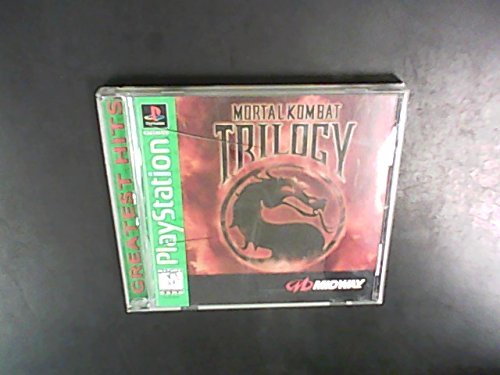 GREATEST HITS
PlayStation
MORTAL KOMBAT
TRILOGY
MIDWAY